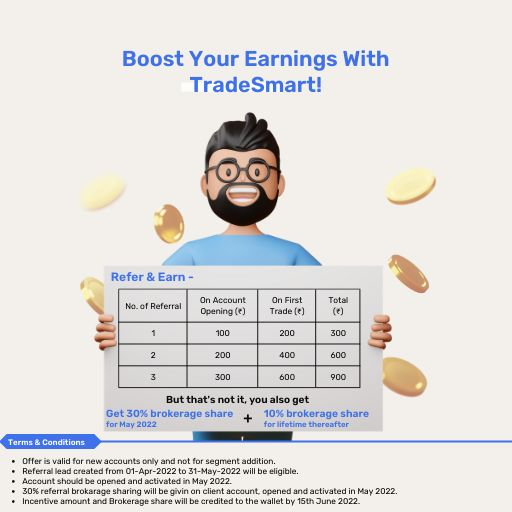 Boost Your Earnings With
TradeSmart!
Refer & Earn -
No. of Referral | On Account Opening (₹) | On First Trade (₹) | Total (₹)
1 | 100 | 200 | 300
2 | 200 | 400 | 600
3 | 300 | 600 | 900
But that's not it, you also get
Get 30% brokerage share + 10% brokerage share
for May 2022 for lifetime thereafter
Terms & Conditions
• Offer is valid for new accounts only and not for segment addition.
• Referral lead created from 01-Apr-2022 to 31-May-2022 will be eligible.
• Account should be opened and activated in May 2022.
• 30% referral brokarage sharing will be givin on client account, opened and activated in May 2022.
• Incentive amount and Brokerage share will be credited to the wallet by 15th June 2022.